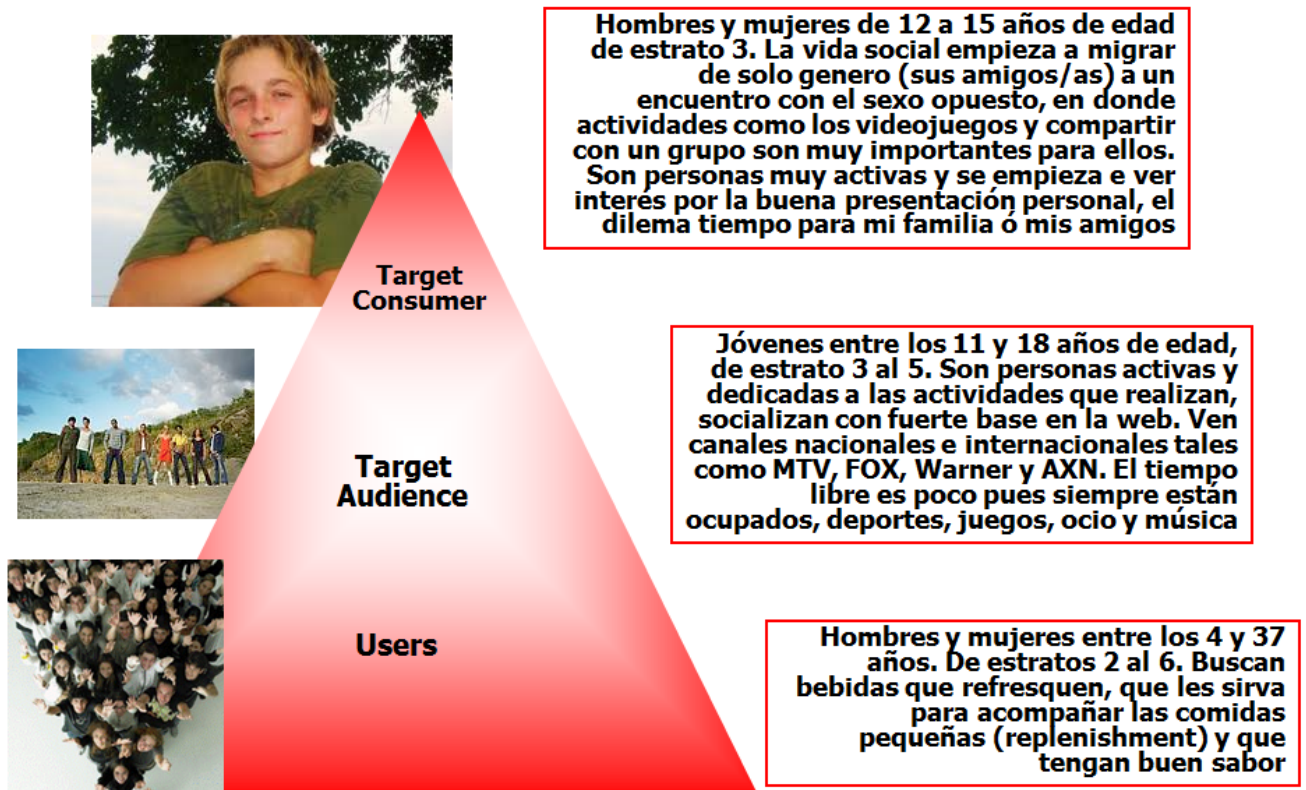 Hombres y mujeres de 12 a 15 años de edad
de estrato 3. La vida social empieza a migrar
de solo genero (sus amigos/as) a un
encuentro con el sexo opuesto, en donde
actividades como los videojuegos y compartir
con un grupo son muy importantes para ellos.
Son personas muy activas y se empieza e ver
interés por la buena presentación personal, el
dilema tiempo para mi familia ó mis amigos
Target
Consumer
Jóvenes entre los 11 y 18 años de edad,
de estrato 3 al 5. Son personas activas y
dedicadas a las actividades que realizan,
socializan con fuerte base en la web. Ven
canales nacionales e internacionales tales
como MTV, FOX, Warner y AXN. El tiempo
libre es poco pues siempre están
ocupados, deportes, juegos, ocio y música
Target
Audience
Users
Hombres y mujeres entre los 4 y 37
años. De estratos 2 al 6. Buscan
bebidas que refresquen, que les sirva
para acompañar las comidas
pequeñas (replenishment) y que
tengan buen sabor